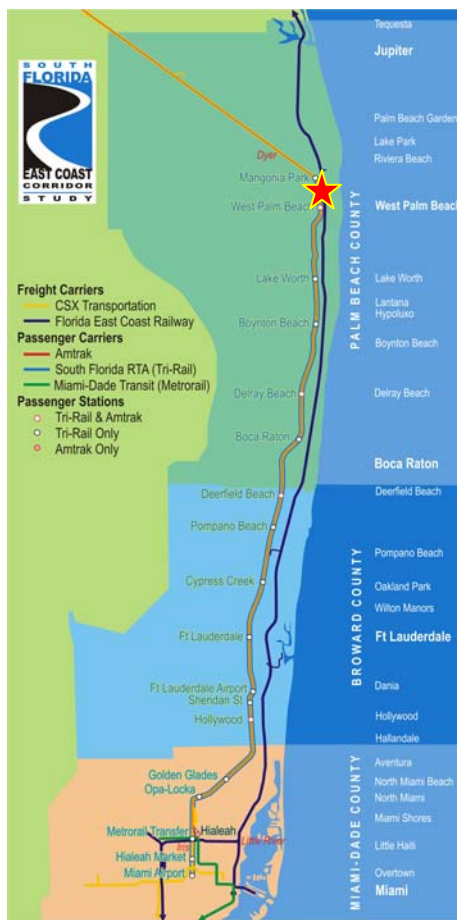 SOUTH
FLORIDA
EAST COAST
CORRIDOR
STUDY
Freight Carriers
CSX Transportation
Florida East Coast Railway
Passenger Carriers
Amtrak
South Florida RTA (Tri-Rail)
Miami-Dade Transit (Metrorail)
Passenger Stations
Tri-Rail & Amtrak
Tri-Rail Only
Amtrak Only
Dyer
Mangonia Park
West Palm Beach
Lake Worth
Boynton Beach
Delray Beach
Boca Raton
Deerfield Beach
Pompano Beach
Cypress Creek
Ft Lauderdale
Ft Lauderdale Airport
Sheridan St
Hollywood
Golden Glades
Opa-Locka
Metrorail Transfer
Hialeah
Iris
Little River
Hialeah Market
Miami Airport
PALM BEACH COUNTY
BROWARD COUNTY
MIAMI-DADE COUNTY
Tequesta
Jupiter
Palm Beach Garden
Lake Park
Riviera Beach
West Palm Beach
Lake Worth
Lantana
Hypoluxo
Boynton Beach
Delray Beach
Boca Raton
Deerfield Beach
Pompano Beach
Oakland Park
Wilton Manors
Ft Lauderdale
Dania
Hollywood
Hallandale
Aventura
North Miami Beach
North Miami
Miami Shores
Little Haiti
Overtown
Miami